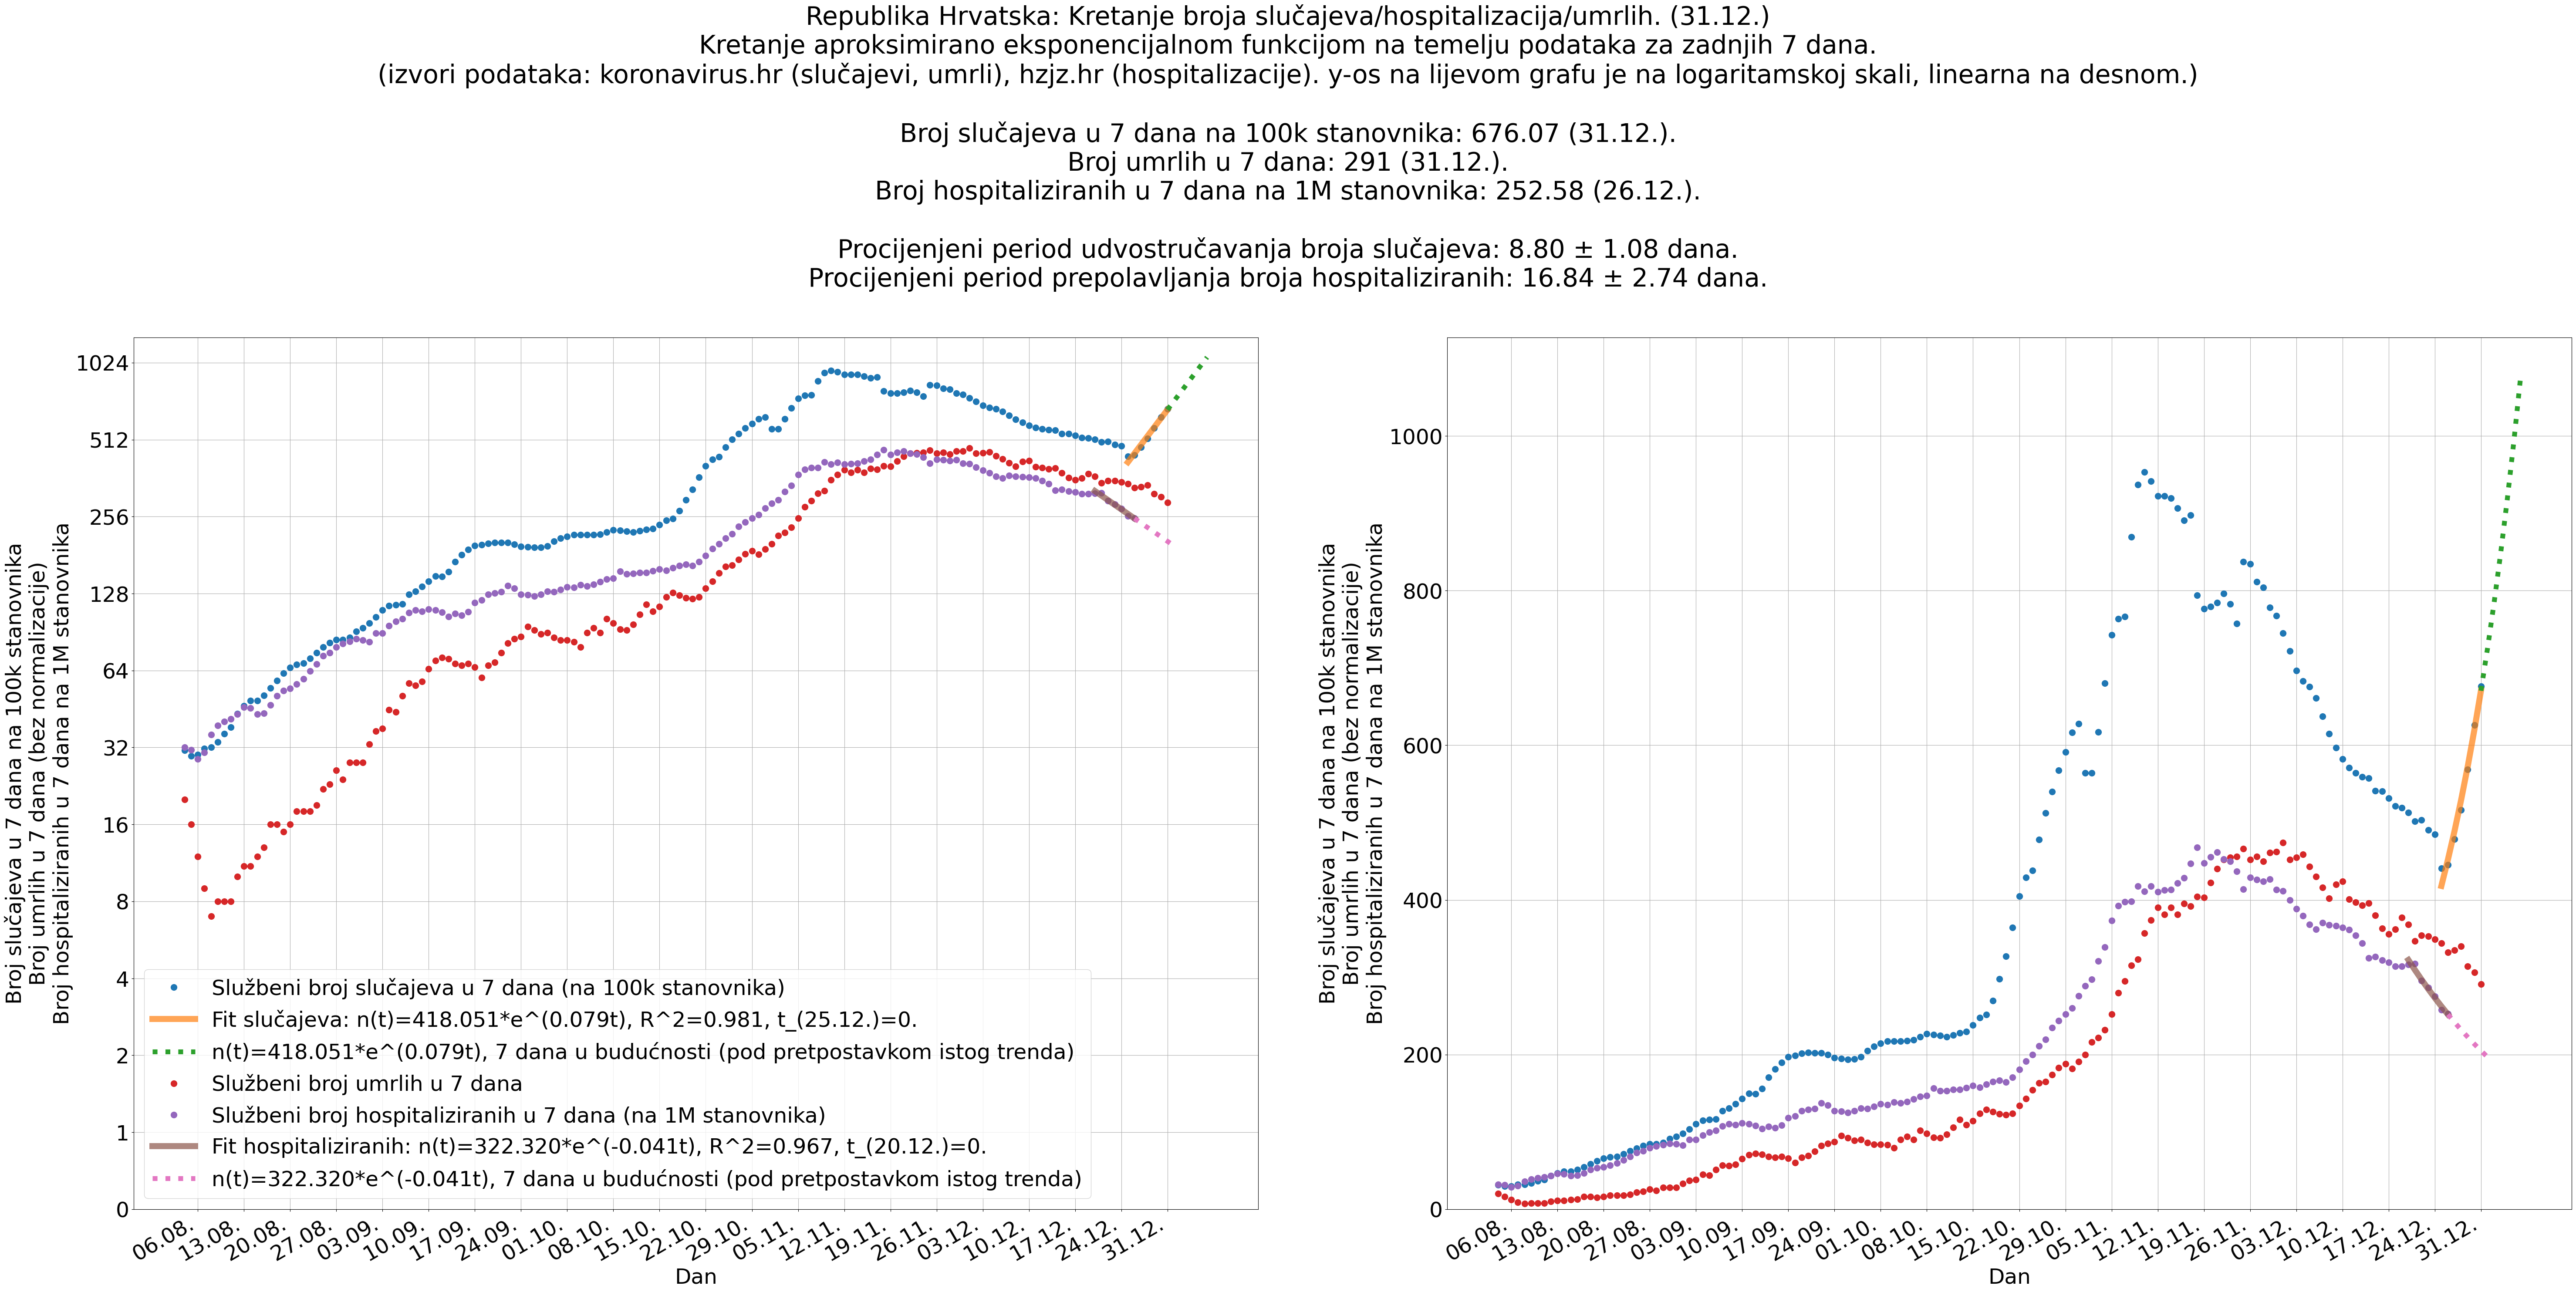 Republika Hrvatska: Kretanje broja slučajeva/hospitalizacija/umrlih. (31.12.)
Kretanje aproksimirano eksponencijalnom funkcijom na temelju podataka za zadnjih 7 dana.
(izvori podataka: koronavirus.hr (slučajevi, umrli), hzjz.hr (hospitalizacije). y-os na lijevom grafu je na logaritamskoj skali, linearna na desnom.)
Broj slučajeva u 7 dana na 100k stanovnika: 676.07 (31.12.).
Broj umrlih u 7 dana: 291 (31.12.).
Broj hospitaliziranih u 7 dana na 1M stanovnika: 252.58 (26.12.).
Procijenjeni period udvostručavanja broja slučajeva: 8.80 ± 1.08 dana.
Procijenjeni period prepolavljanja broja hospitaliziranih: 16.84 ± 2.74 dana.
Broj slučajeva u 7 dana na 100k stanovnika
Broj umrlih u 7 dana (bez normalizacije)
Broj hospitaliziranih u 7 dana na 1M stanovnika
1024
512
256
128
64
32
16
8
4
2
1
0
Službeni broj slučajeva u 7 dana (na 100k stanovnika)
Fit slučajeva: n(t)=418.051*e^(0.079t), R^2=0.981, t_(25.12.)=0.
n(t)=418.051*e^(0.079t), 7 dana u budućnosti (pod pretpostavkom istog trenda)
Službeni broj umrlih u 7 dana
Službeni broj hospitaliziranih u 7 dana (na 1M stanovnika)
Fit hospitaliziranih: n(t)=322.320*e^(-0.041t), R^2=0.967, t_(20.12.)=0.
n(t)=322.320*e^(-0.041t), 7 dana u budućnosti (pod pretpostavkom istog trenda)
06.08. 13.08. 20.08. 27.08. 03.09. 10.09. 17.09. 24.09. 01.10. 08.10. 15.10. 22.10. 29.10. 05.11. 12.11. 19.11. 26.11. 03.12. 10.12. 17.12. 24.12. 31.12.
Dan
Broj slučajeva u 7 dana na 100k stanovnika
Broj umrlih u 7 dana (bez normalizacije)
Broj hospitaliziranih u 7 dana na 1M stanovnika
1000
800
600
400
200
0
06.08. 13.08. 20.08. 27.08. 03.09. 10.09. 17.09. 24.09. 01.10. 08.10. 15.10. 22.10. 29.10. 05.11. 12.11. 19.11. 26.11. 03.12. 10.12. 17.12. 24.12. 31.12.
Dan